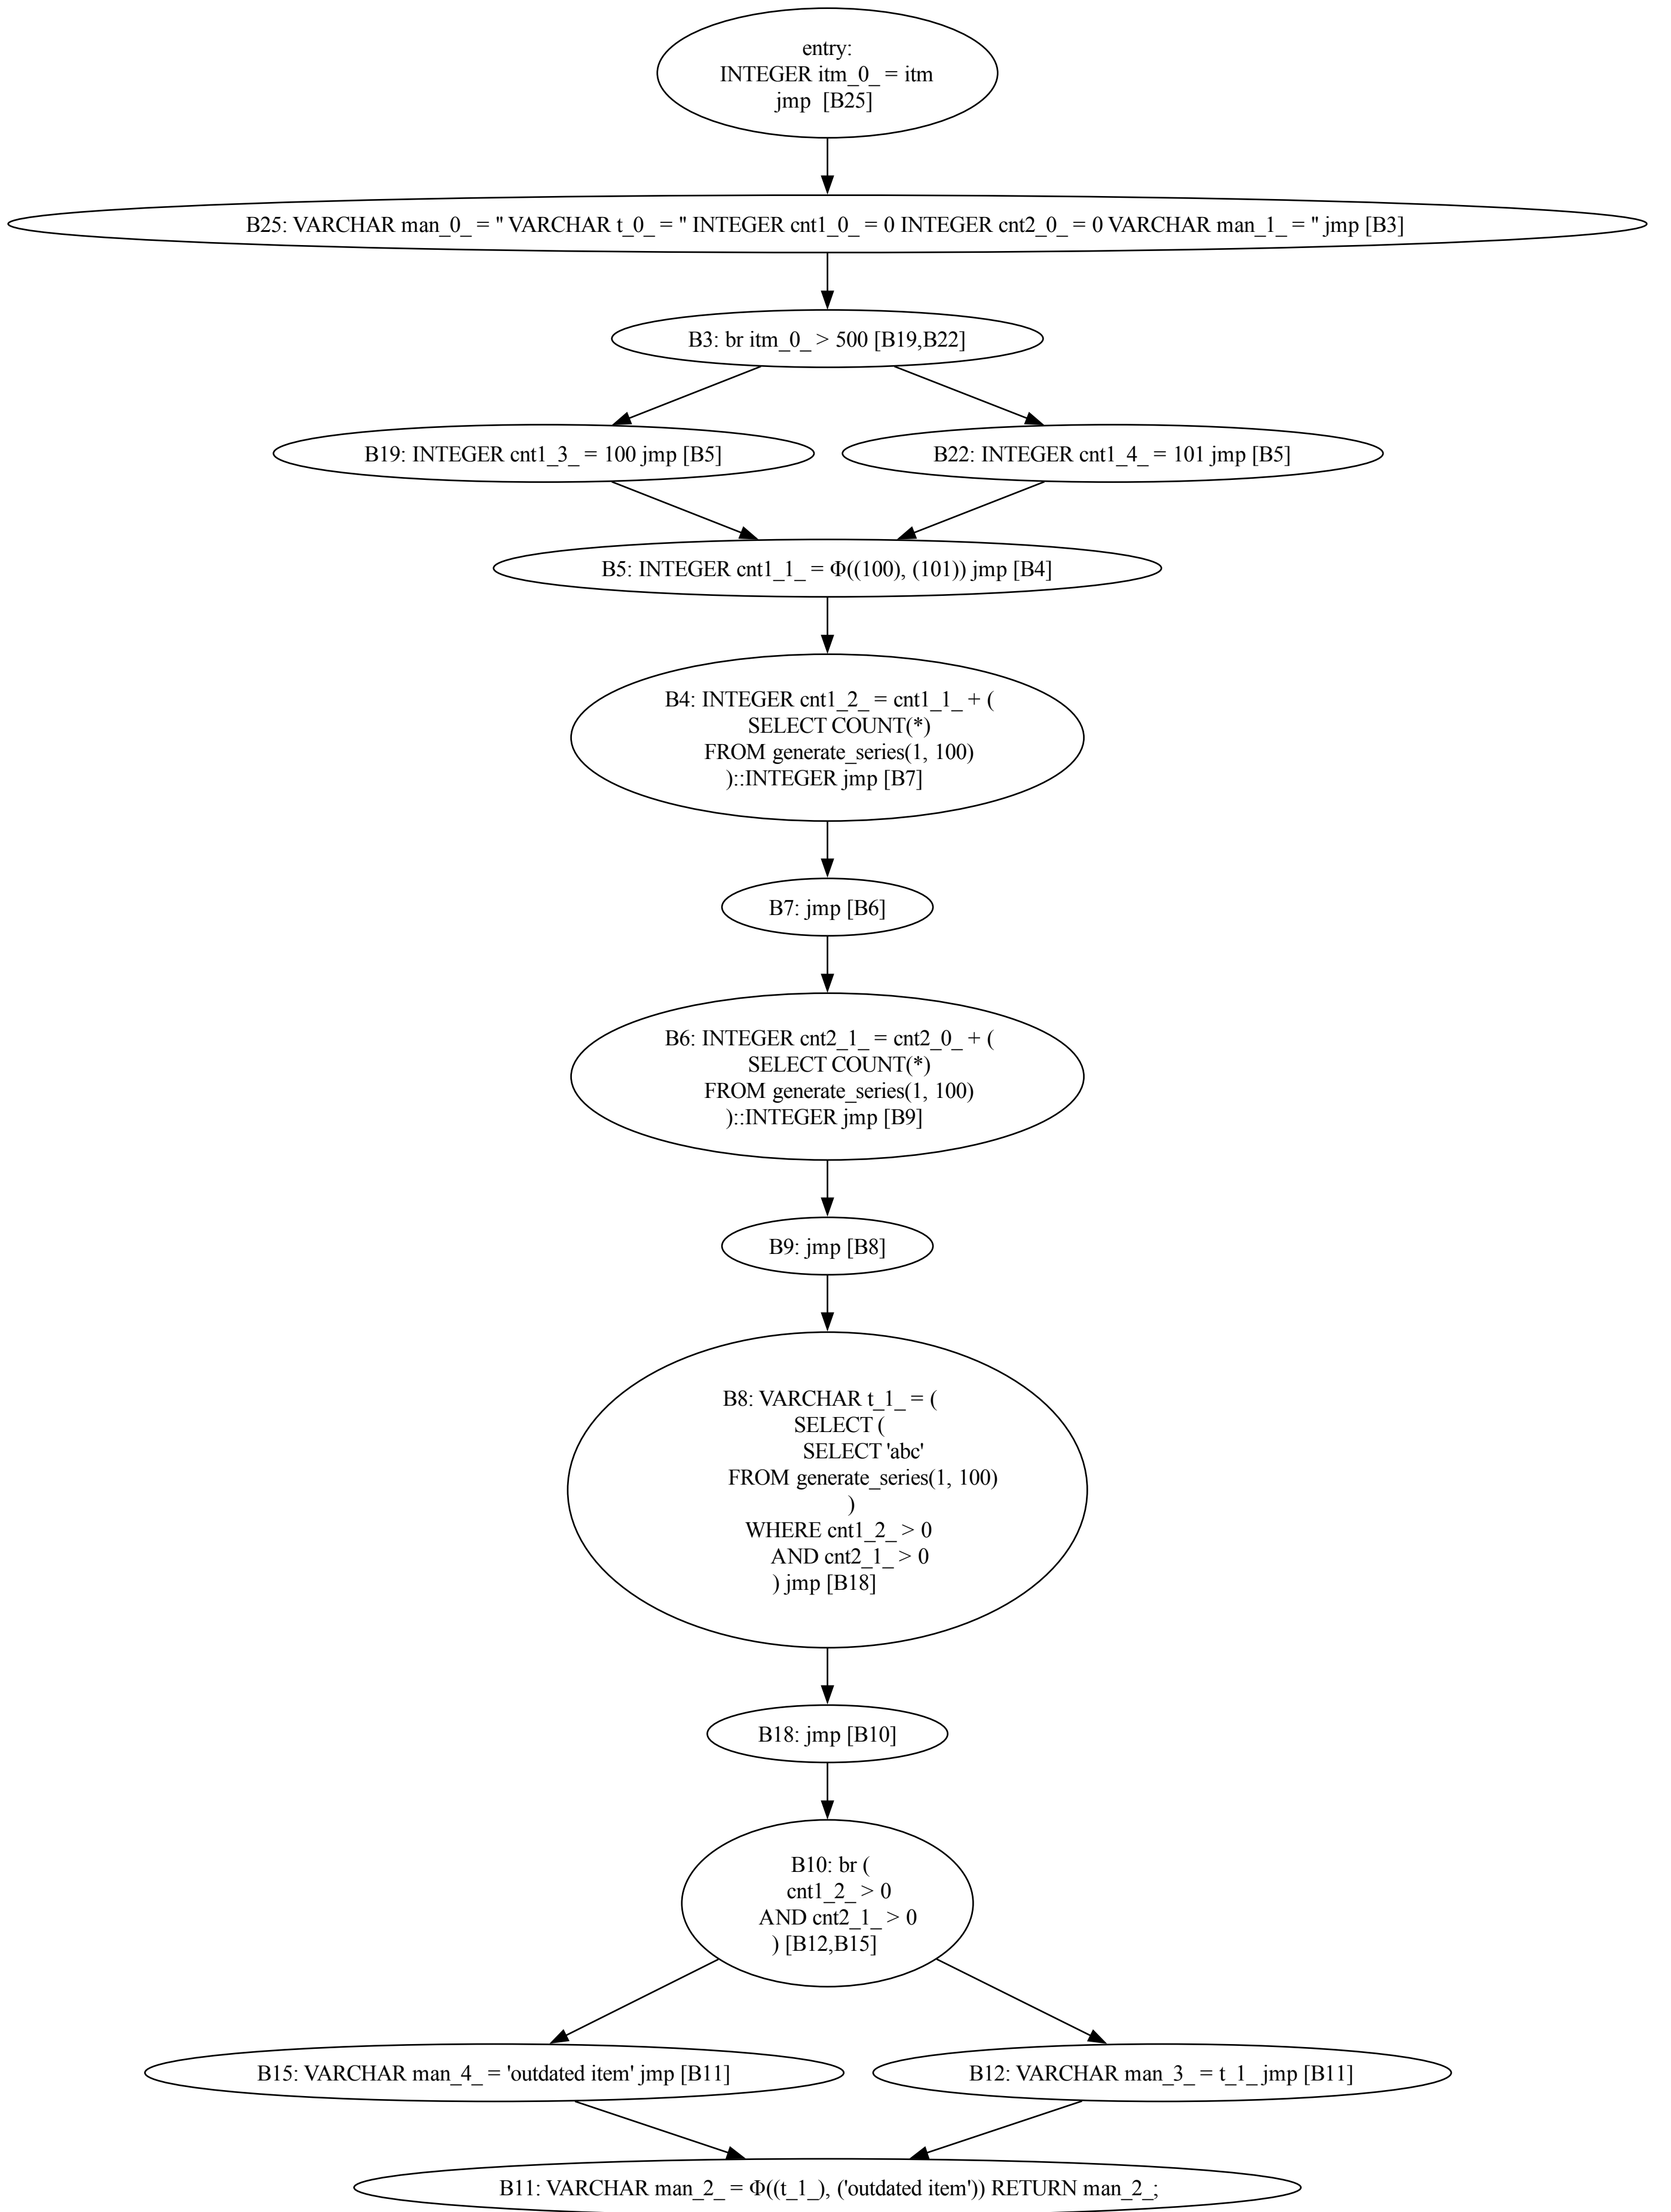 entry:
INTEGER itm_0_ = itm
jmp  [B25]
B25: VARCHAR man_0_ = '' VARCHAR t_0_ = '' INTEGER cnt1_0_ = 0 INTEGER cnt2_0_ = 0 VARCHAR man_1_ = '' jmp [B3]
B3: br itm_0_ > 500 [B19,B22]
B19: INTEGER cnt1_3_ = 100 jmp [B5]
B22: INTEGER cnt1_4_ = 101 jmp [B5]
B5: INTEGER cnt1_1_ = Φ((100), (101)) jmp [B4]
B4: INTEGER cnt1_2_ = cnt1_1_ + (
SELECT COUNT(*)
FROM generate_series(1, 100)
)::INTEGER jmp [B7]
B7: jmp [B6]
B6: INTEGER cnt2_1_ = cnt2_0_ + (
SELECT COUNT(*)
FROM generate_series(1, 100)
)::INTEGER jmp [B9]
B9: jmp [B8]
B8: VARCHAR t_1_ = (
SELECT (
SELECT 'abc'
FROM generate_series(1, 100)
)
WHERE cnt1_2_ > 0
AND cnt2_1_ > 0
) jmp [B18]
B18: jmp [B10]
B10: br (
cnt1_2_ > 0
AND cnt2_1_ > 0
) [B12,B15]
B15: VARCHAR man_4_ = 'outdated item' jmp [B11]
B12: VARCHAR man_3_ = t_1_ jmp [B11]
B11: VARCHAR man_2_ = Φ((t_1_), ('outdated item')) RETURN man_2_;